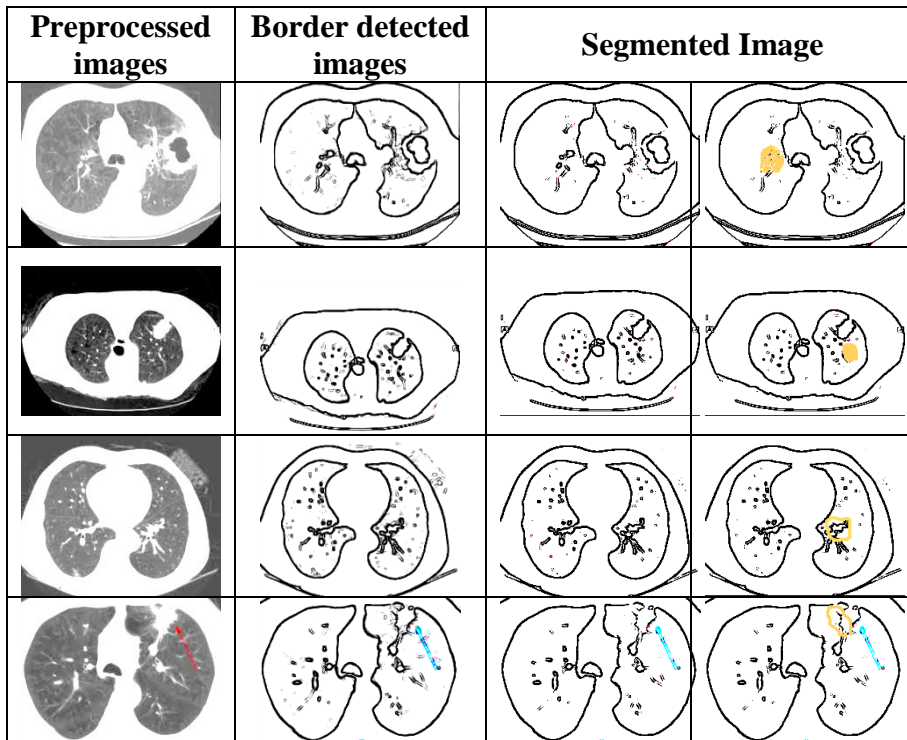 Preprocessed
images
Border detected
images
Segmented Image